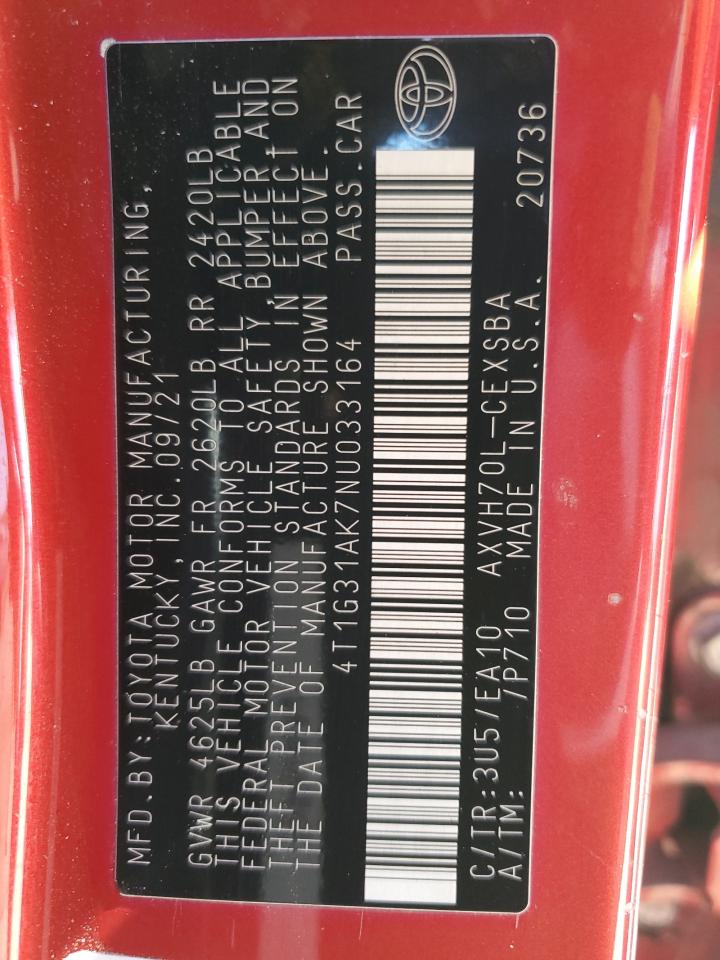 MFD.BY:TOYOTA MOTOR MANUFACTURING,
KENTUCKY, INC.09/21
GVWR 4625LB GAWR FR 2620LB RR 2420LB
THIS VEHICLE CONFORMS TO ALL APPLICABLE
FEDERAL MOTOR VEHICLE SAFETY,BUMPER AND
THEFT PREVENTION STANDARDS IN EFFECT ON
THE DATE OF MANUFACTURE SHOWN ABOVE.
4T1G31AK7NU033164 PASS.CAR
C/TR:3U5/EA10 AXVH70L-CEXSBA 20736
A/TM: /P710 MADE IN U.S.A.